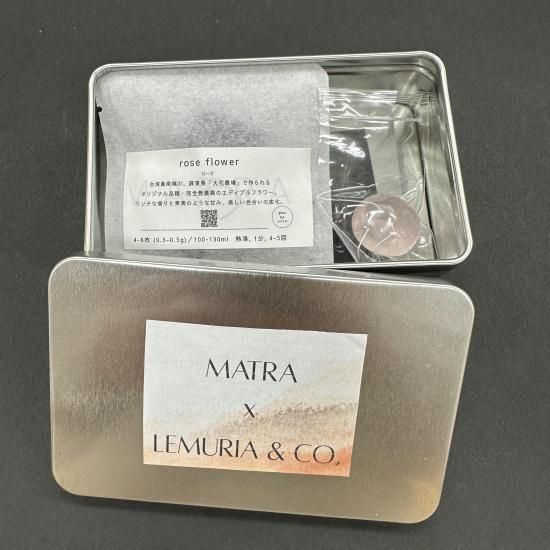 rose flower
ローズ
台湾最南端の、屏東県「大花農場」で作られる
オリジナル品種・完全無農薬のエディブルフラワー。
リッチな香りと果実のような甘み、美しい色合いの変化。
4-6枚 (0.3-0.5g)／100-130ml 熱湯, 1分, 4-5回
MATRA
x
LEMURIA & CO,